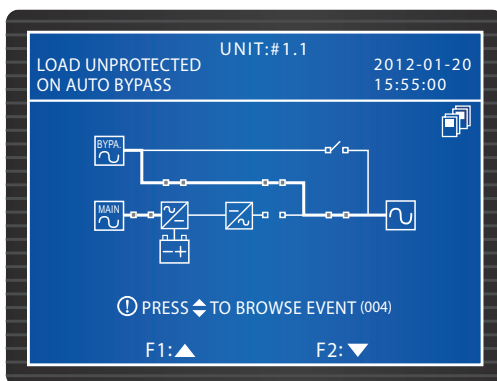 UNIT:#1.1
LOAD UNPROTECTED
ON AUTO BYPASS
2012-01-20
15:55:00
BYPA.
MAIN
PRESS TO BROWSE EVENT (004)
F1: F2: